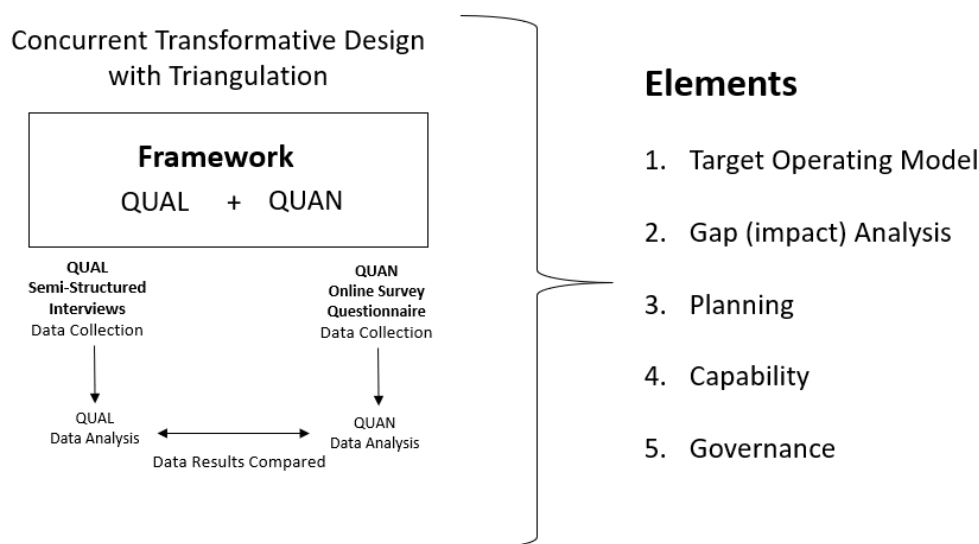 Concurrent Transformative Design
with Triangulation
Framework
QUAL + QUAN
QUAL
Semi-Structured
Interviews
Data Collection
QUAN
Online Survey
Questionnaire
Data Collection
QUAL
Data Analysis
QUAN
Data Analysis
Data Results Compared
Elements
1. Target Operating Model
2. Gap (impact) Analysis
3. Planning
4. Capability
5. Governance